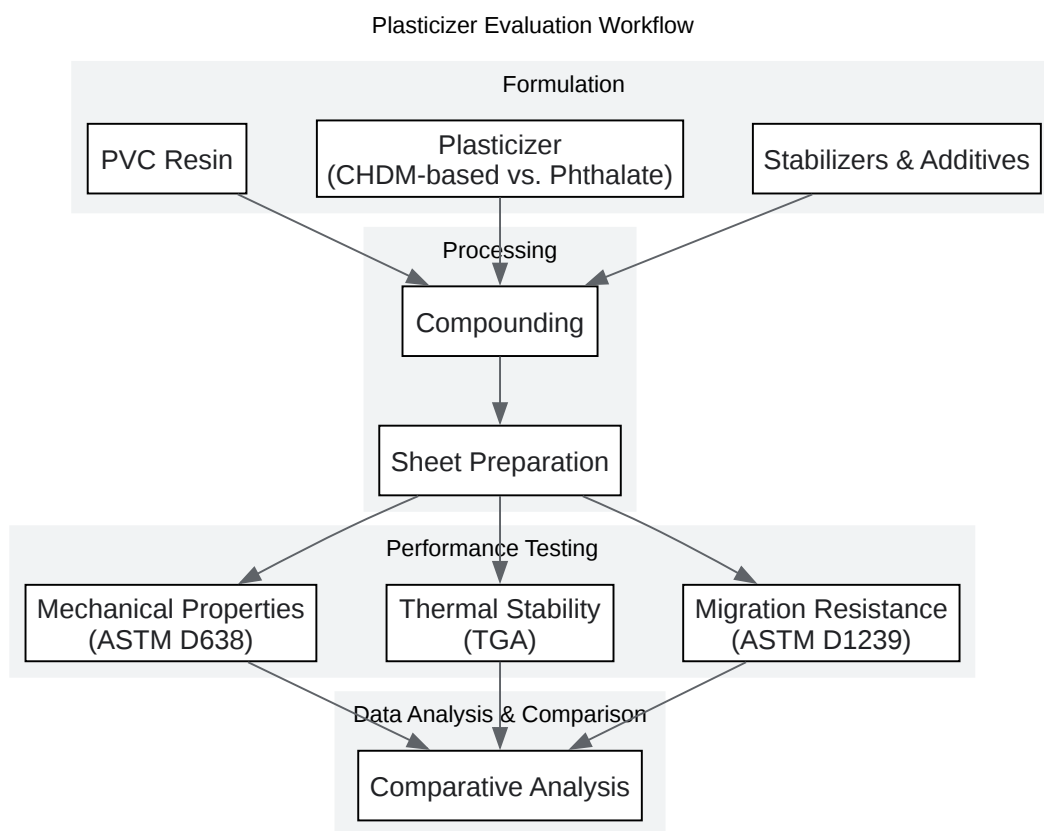 Plasticizer Evaluation Workflow
Formulation
PVC Resin
Plasticizer
(CHDM-based vs. Phthalate)
Stabilizers & Additives
Processing
Compounding
Sheet Preparation
Performance Testing
Mechanical Properties
(ASTM D638)
Thermal Stability
(TGA)
Migration Resistance
(ASTM D1239)
Data Analysis & Comparison
Comparative Analysis